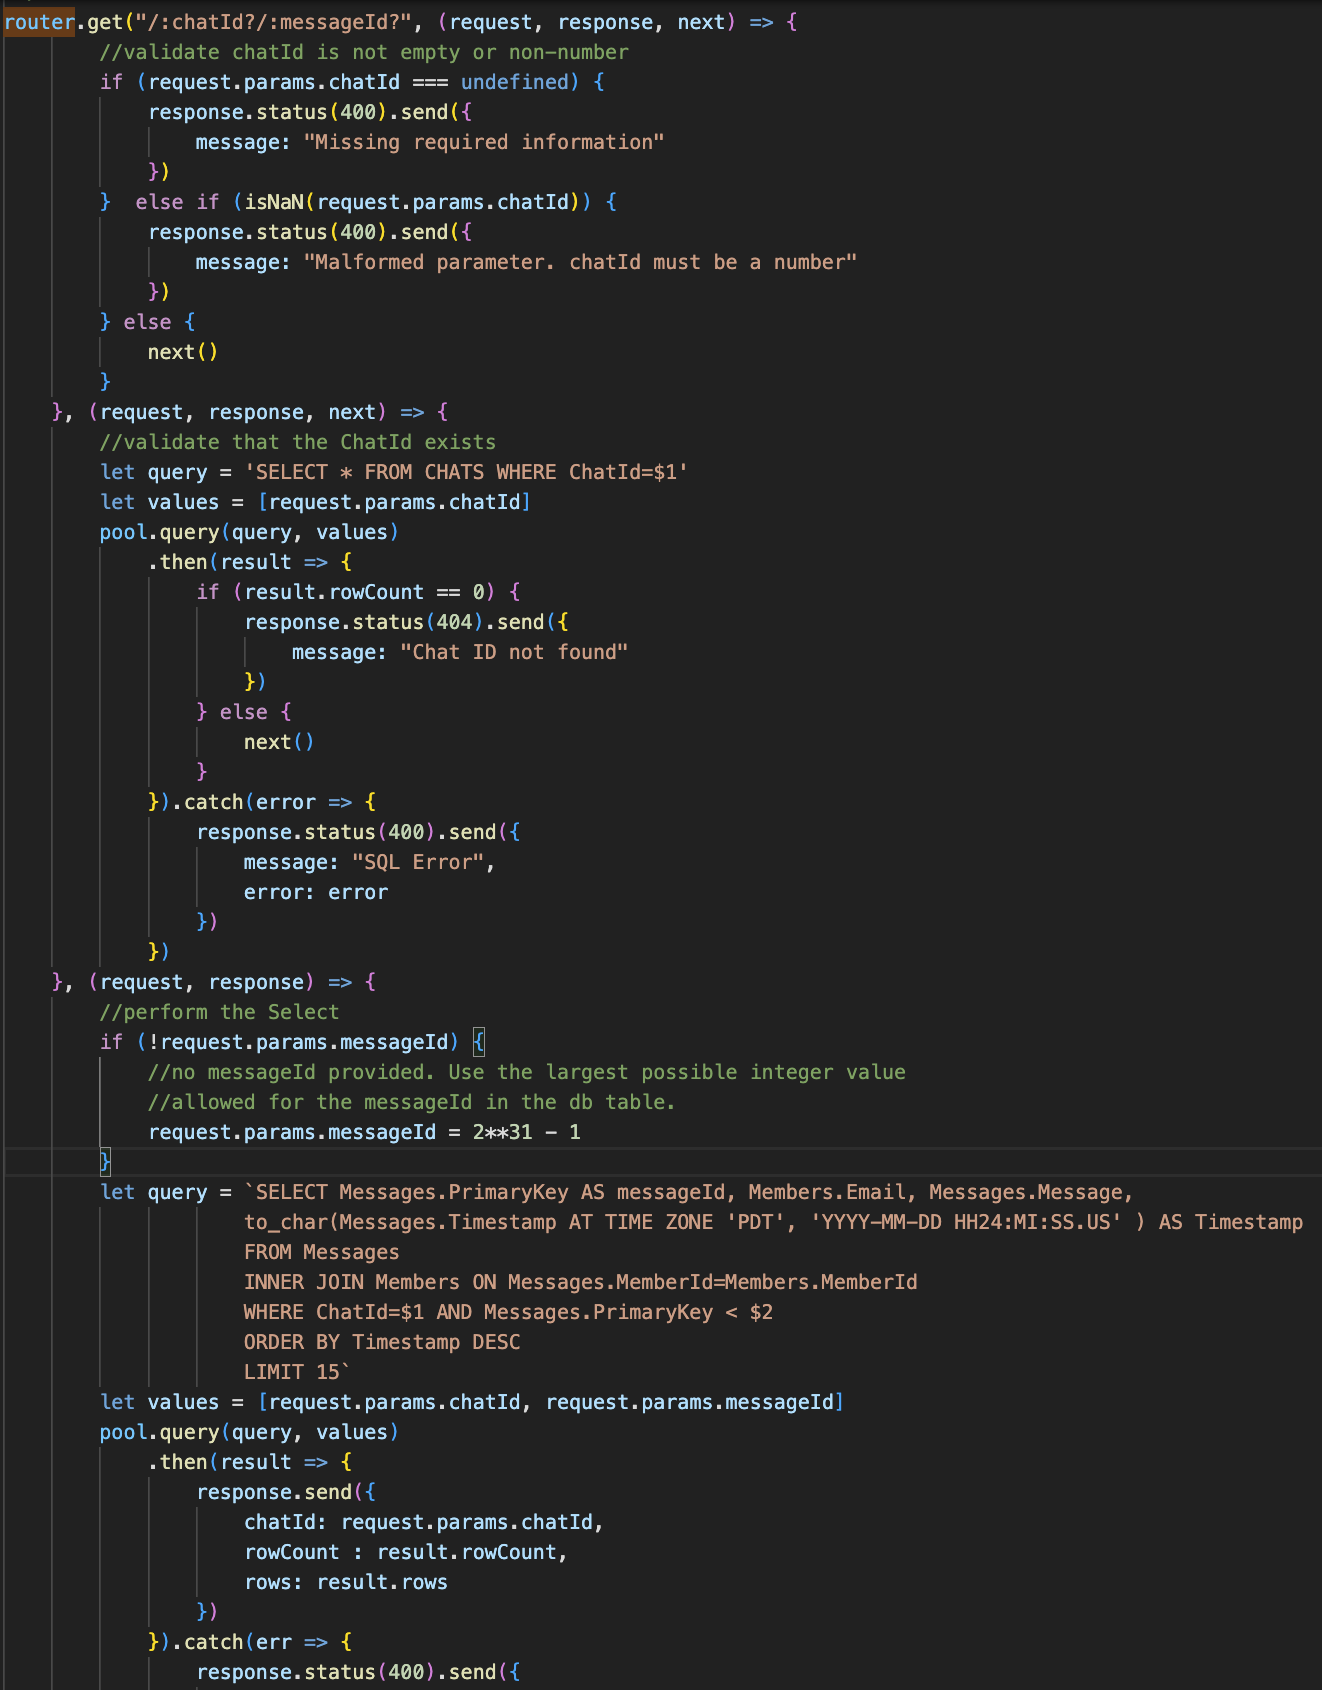 router.get("/:chatId?/:messageId?", (request, response, next) => {
//validate chatId is not empty or non-number
if (request.params.chatId === undefined) {
response.status(400).send({
message: "Missing required information"
})
}  else if (isNaN(request.params.chatId)) {
response.status(400).send({
message: "Malformed parameter. chatId must be a number"
})
} else {
next()
}
}, (request, response, next) => {
//validate that the ChatId exists
let query = 'SELECT * FROM CHATS WHERE ChatId=$1'
let values = [request.params.chatId]
pool.query(query, values)
.then(result => {
if (result.rowCount == 0) {
response.status(404).send({
message: "Chat ID not found"
})
} else {
next()
}
}).catch(error => {
response.status(400).send({
message: "SQL Error",
error: error
})
})
}, (request, response) => {
//perform the Select
if (!request.params.messageId) {
//no messageId provided. Use the largest possible integer value
//allowed for the messageId in the db table.
request.params.messageId = 2**31 - 1
}
let query = `SELECT Messages.PrimaryKey AS messageId, Members.Email, Messages.Message,
to_char(Messages.Timestamp AT TIME ZONE 'PDT', 'YYYY-MM-DD HH24:MI:SS.US' ) AS Timestamp
FROM Messages
INNER JOIN Members ON Messages.MemberId=Members.MemberId
WHERE ChatId=$1 AND Messages.PrimaryKey < $2
ORDER BY Timestamp DESC
LIMIT 15`
let values = [request.params.chatId, request.params.messageId]
pool.query(query, values)
.then(result => {
response.send({
chatId: request.params.chatId,
rowCount : result.rowCount,
rows: result.rows
})
}).catch(err => {
response.status(400).send({